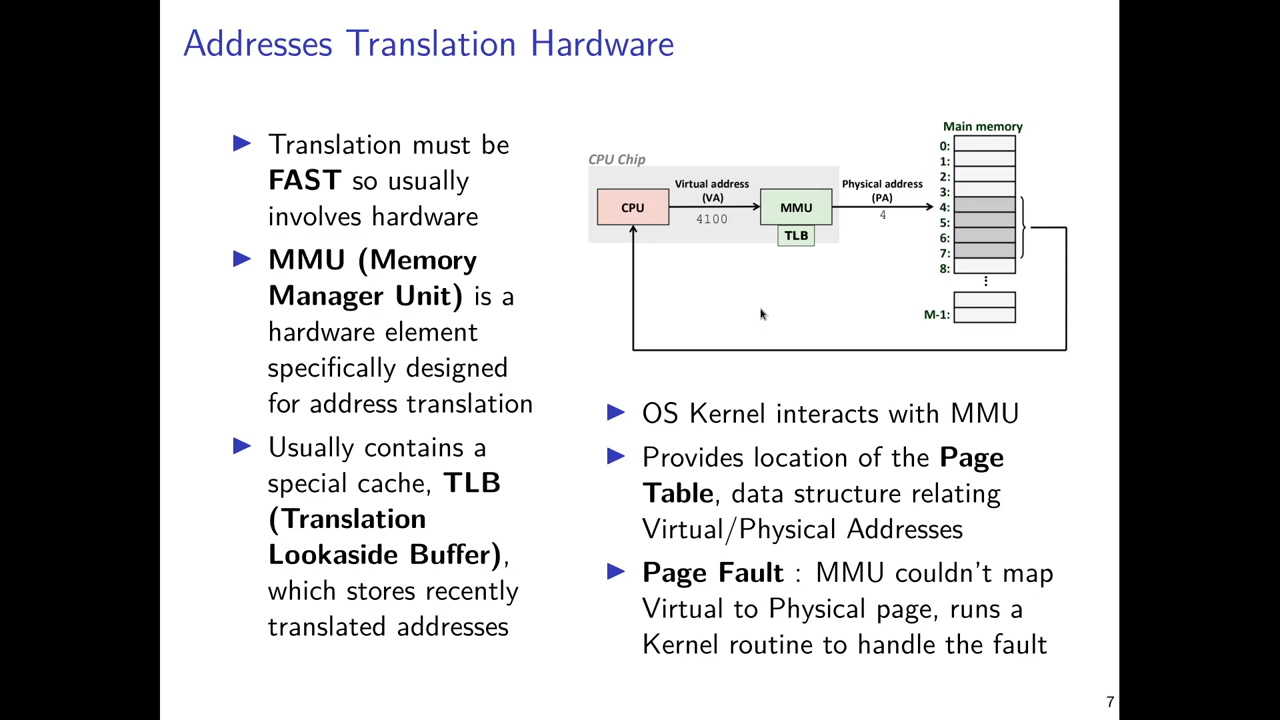 Addresses Translation Hardware
Translation must be
FAST so usually
involves hardware
MMU (Memory
Manager Unit) is a
hardware element
specifically designed
for address translation
Usually contains a
special cache, TLB
(Translation
Lookaside Buffer),
which stores recently
translated addresses
CPU Chip
CPU
Virtual address
(VA)
4100
MMU
TLB
Physical address
(PA)
4
Main memory
0:
1:
2:
3:
4:
5:
6:
7:
8:
⋮
M-1:
OS Kernel interacts with MMU
Provides location of the Page
Table, data structure relating
Virtual/Physical Addresses
Page Fault : MMU couldn't map
Virtual to Physical page, runs a
Kernel routine to handle the fault
7